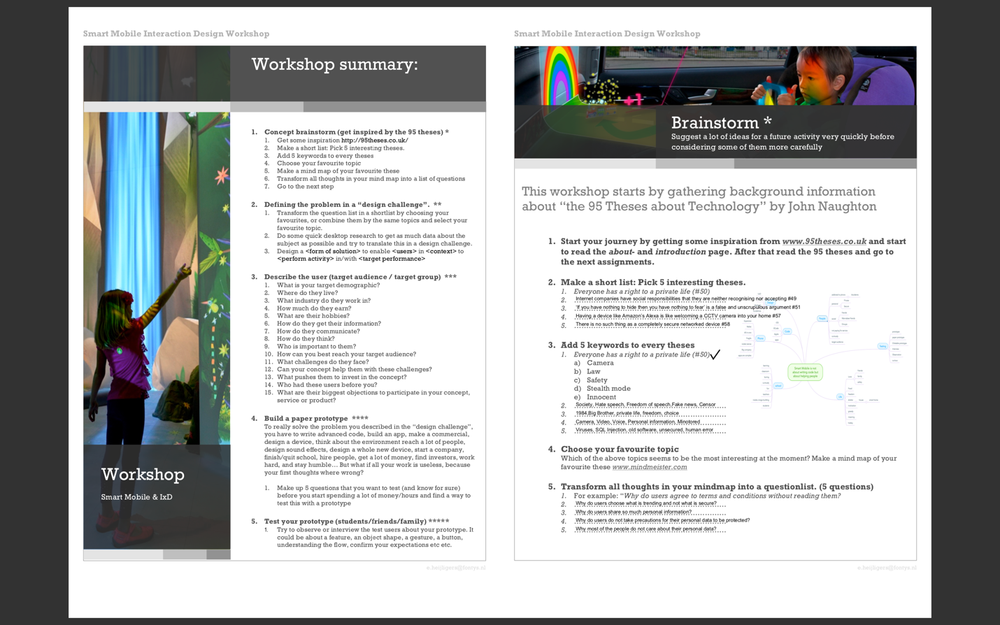 Smart Mobile Interaction Design Workshop
Workshop summary:
1. Concept brainstorm (get inspired by the 95 theses) *
1. Get some inspiration http://95theses.co.uk/
2. Make a short list: Pick 5 interesting theses.
3. Add 5 keywords to every theses
4. Choose your favourite topic
5. Make a mind map of your favourite these
6. Transform all thoughts in your mind map into a list of questions
7. Go to the next step
2. Defining the problem in a “design challenge”. **
1. Transform the question list in a shortlist by choosing your
favourites, or combine them by the same topics and select your
favourite topic.
2. Do some quick desktop research to get as much data about the
subject as possible and try to translate this in a design challenge.
3. Design a <form of solution> to enable <users> in <context> to
<perform activity> in/with <target performance>
3. Describe the user (target audience / target group) ***
1. What is your target demographic?
2. Where do they live?
3. What industry do they work in?
4. How much do they earn?
5. What are their hobbies?
6. How do they get their information?
7. How do they communicate?
8. How do they think?
9. Who is important to them?
10. How can you best reach your target audience?
11. What challenges do they face?
12. Can your concept help them with these challenges?
13. What pushes them to invest in the concept?
14. Who had these users before you?
15. What are their biggest objections to participate in your concept,
service or product?
4. Build a paper prototype ****
To really solve the problem you described in the “design challenge”,
you have to write advanced code, build an app, make a commercial,
design a device, think about the environment reach a lot of people,
design sound effects, design a whole new device, start a company,
finish/quit school, hire people, get a lot of money, find investors, work
hard, and stay humble… But what if all your work is useless, because
your first thoughts where wrong?
1. Make up 5 questions that you want to test (and know for sure)
before you start spending a lot of money/hours and find a way to
test this with a prototype
5. Test your prototype (students/friends/family) *****
1. Try to observe or interview the test users about your prototype. It
could be about a feature, an object shape, a gesture, a button,
understanding the flow, confirm your expectations etc etc.
Workshop
Smart Mobile & IxD
e.heijligers@fontys.nl
Smart Mobile Interaction Design Workshop
+1
Brainstorm *
Suggest a lot of ideas for a future activity very quickly before
considering some of them more carefully
This workshop starts by gathering background information
about “the 95 Theses about Technology” by John Naughton
1. Start your journey by getting some inspiration from www.95theses.co.uk and start
to read the about- and introduction page. After that read the 95 theses and go to
the next assignments.
2. Make a short list: Pick 5 interesting theses.
1. Everyone has a right to a private life (#50)
2. Internet companies have social responsibilities that they are neither recognising nor accepting #49
3. ‘If you have nothing to hide then you have nothing to fear’ is a false and unscrupulous argument #51
4. Having a device like Amazon's Alexa is like welcoming a CCTV camera into your home #57
5. There is no such thing as a completely secure networked device #58
3. Add 5 keywords to every theses
1. Everyone has a right to a private life (#50)
a) Camera
b) Law
c) Safety
d) Stealth mode
e) Innocent
2. Society, Hate speech, Freedom of speech,Fake news, Censor
3. 1984,Big Brother, private life, freedom, choice
4. Camera, Video, Voice, Personal information, Minotored
5. Viruses, SQL Injection, old software, unsecured, human error
Smart Mobile is not
about writing code but
about helping people
4. Choose your favourite topic
Which of the above topics seems to be the most interesting at the moment? Make a mind map of your
favourite these www.mindmeister.com
5. Transform all thoughts in your mindmap into a questionlist. (5 questions)
1. For example: “Why do users agree to terms and conditions without reading them?
2. Why do users choose what is trending and not what is secure?
3. Why do users share so much personal information?
4. Why do users do not take precautions for their personal data to be protected?
5. Why most of the people do not care about their personal data?
e.heijligers@fontys.nl